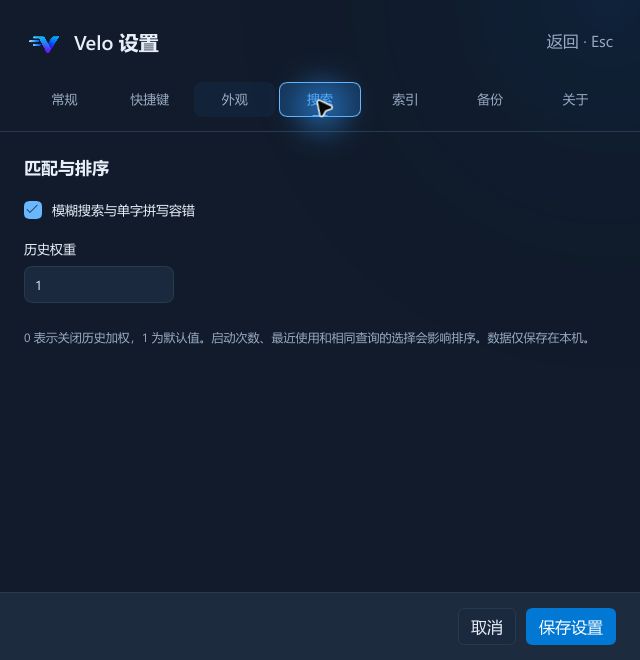 Velo 设置
返回 · Esc
常规 快捷键 外观 搜索 索引 备份 关于
匹配与排序
模糊搜索与单字拼写容错
历史权重
1
0 表示关闭历史加权，1 为默认值。启动次数、最近使用和相同查询的选择会影响排序。数据仅保存在本机。
取消 保存设置